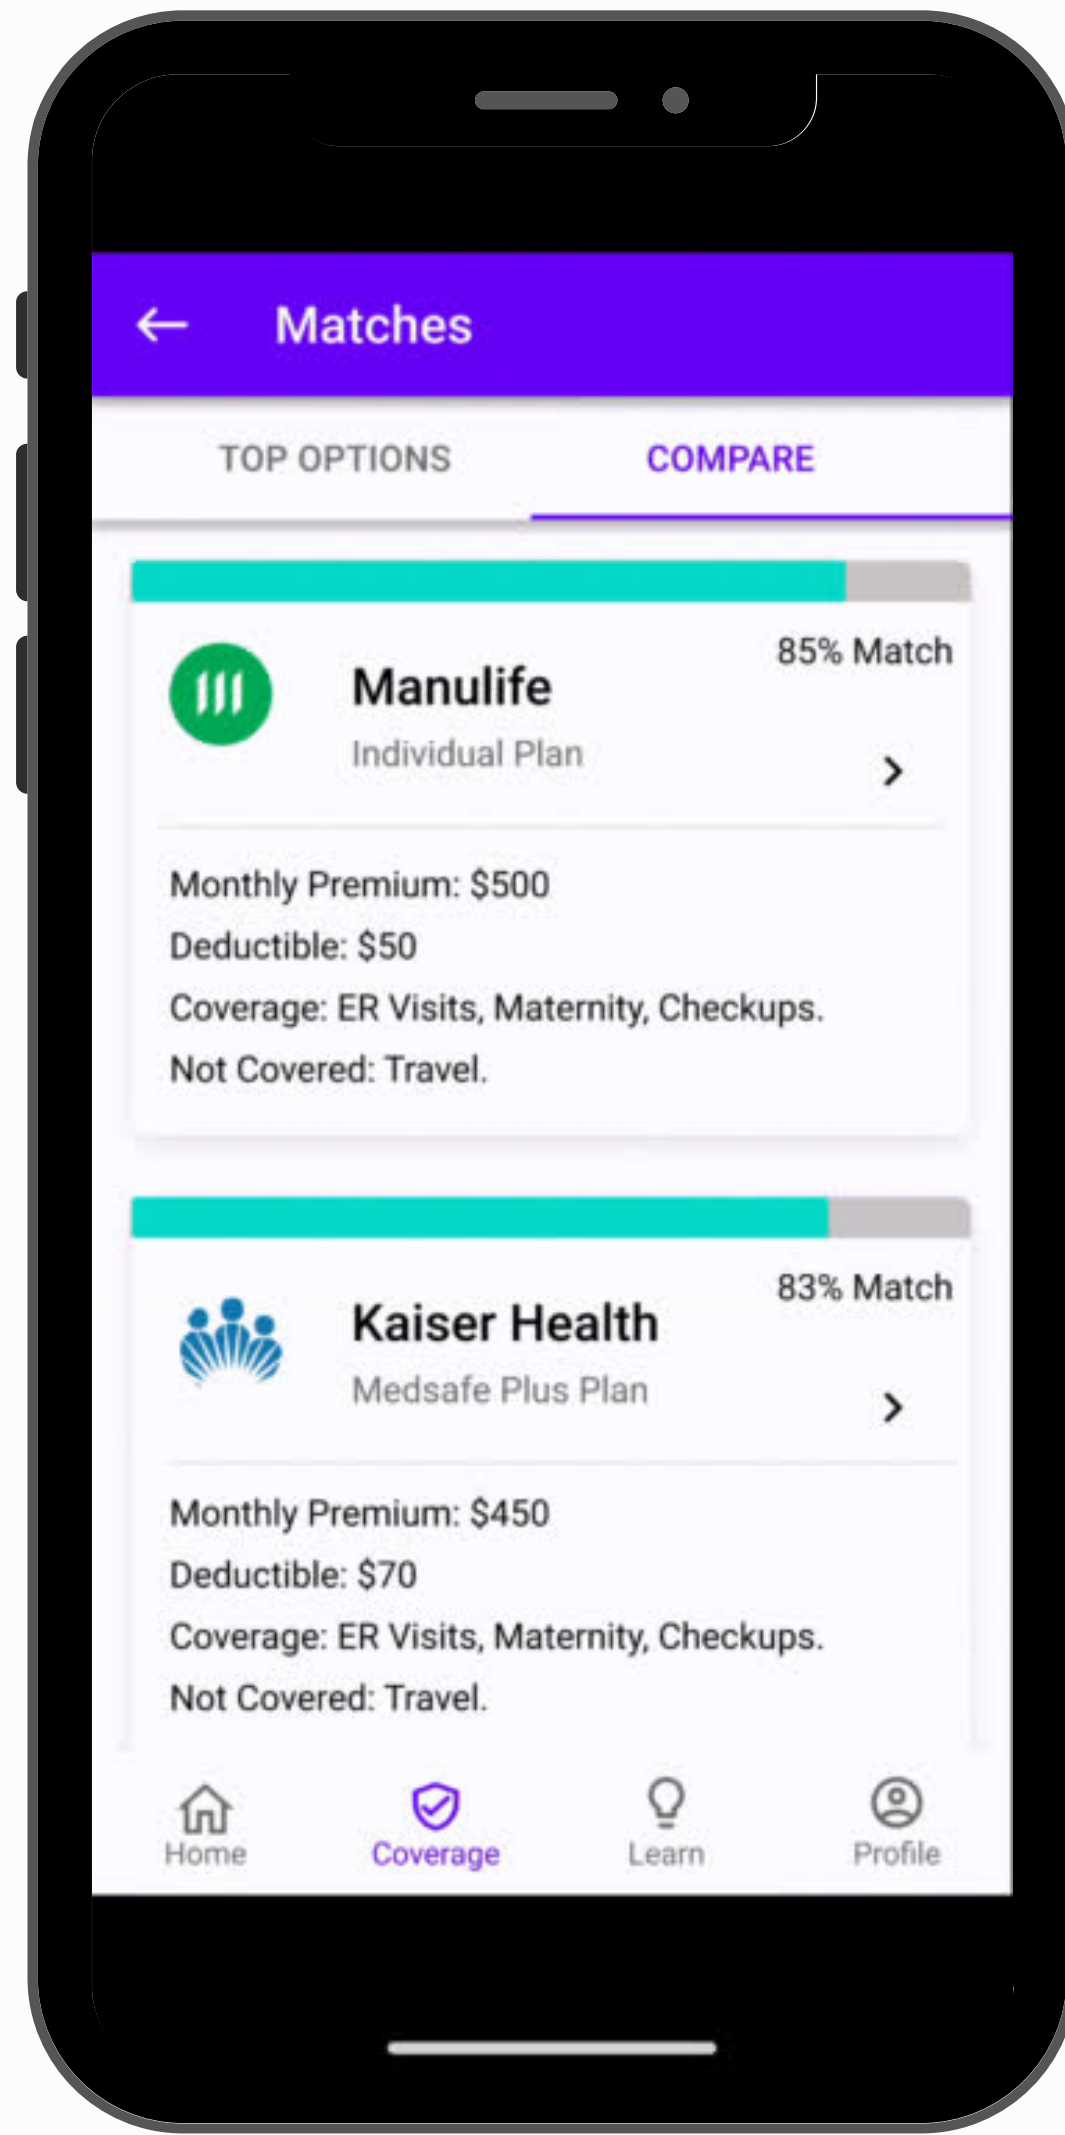 Matches
TOP OPTIONS COMPARE
85% Match
Manulife
Individual Plan
Monthly Premium: $500
Deductible: $50
Coverage: ER Visits, Maternity, Checkups.
Not Covered: Travel.
83% Match
Kaiser Health
Medsafe Plus Plan
Monthly Premium: $450
Deductible: $70
Coverage: ER Visits, Maternity, Checkups.
Not Covered: Travel.
Home Coverage Learn Profile